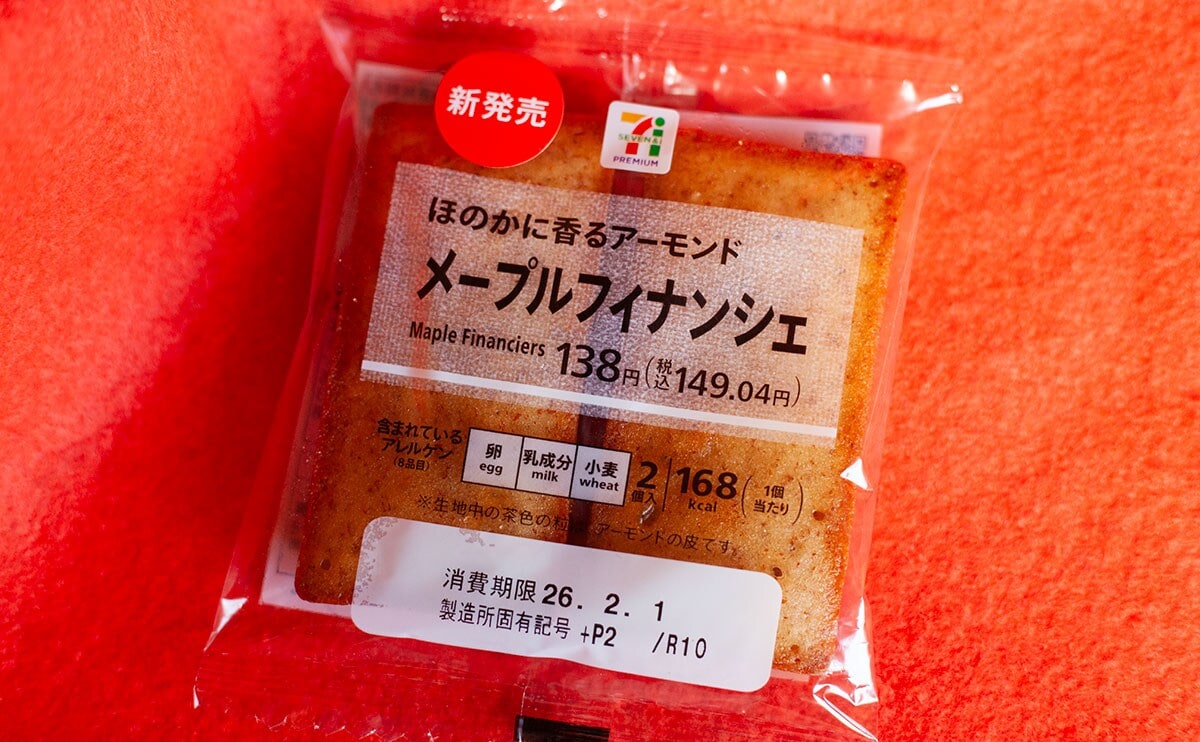 新発売
SEVEN & i
PREMIUM
ほのかに香るアーモンド
メープルフィナンシェ
Maple Financiers 138円(税込149.04円)
含まれている
アレルゲン
(8品目)
卵 乳成分 小麦
egg milk wheat
2個入
168 kcal (1個当たり)
※生地中の茶色の粒は、アーモンドの皮です。
消費期限 26. 2. 1
製造所固有記号 +P2 /R10